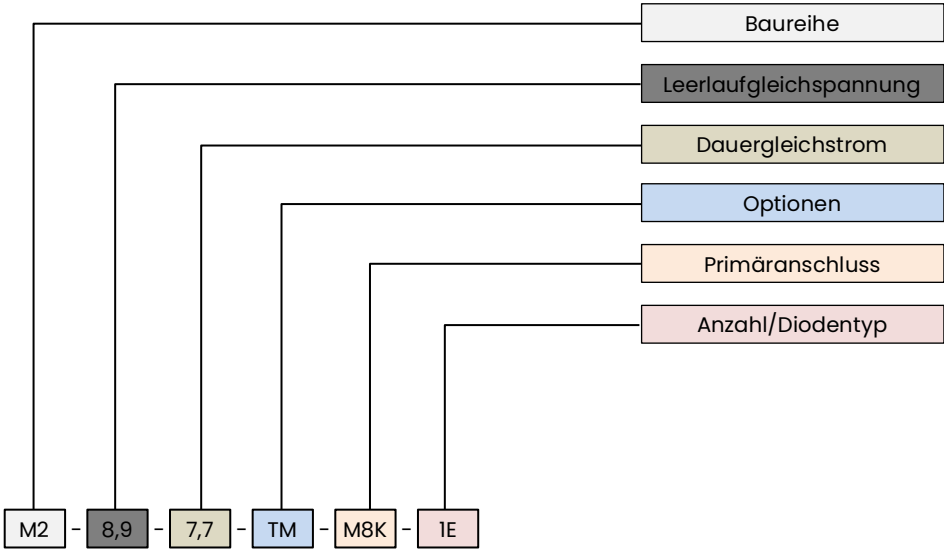 Baureihe
Leerlaufgleichspannung
Dauergleichstrom
Optionen
Primäranschluss
Anzahl/Diodentyp
M2 - 8,9 - 7,7 - TM - M8K - 1E